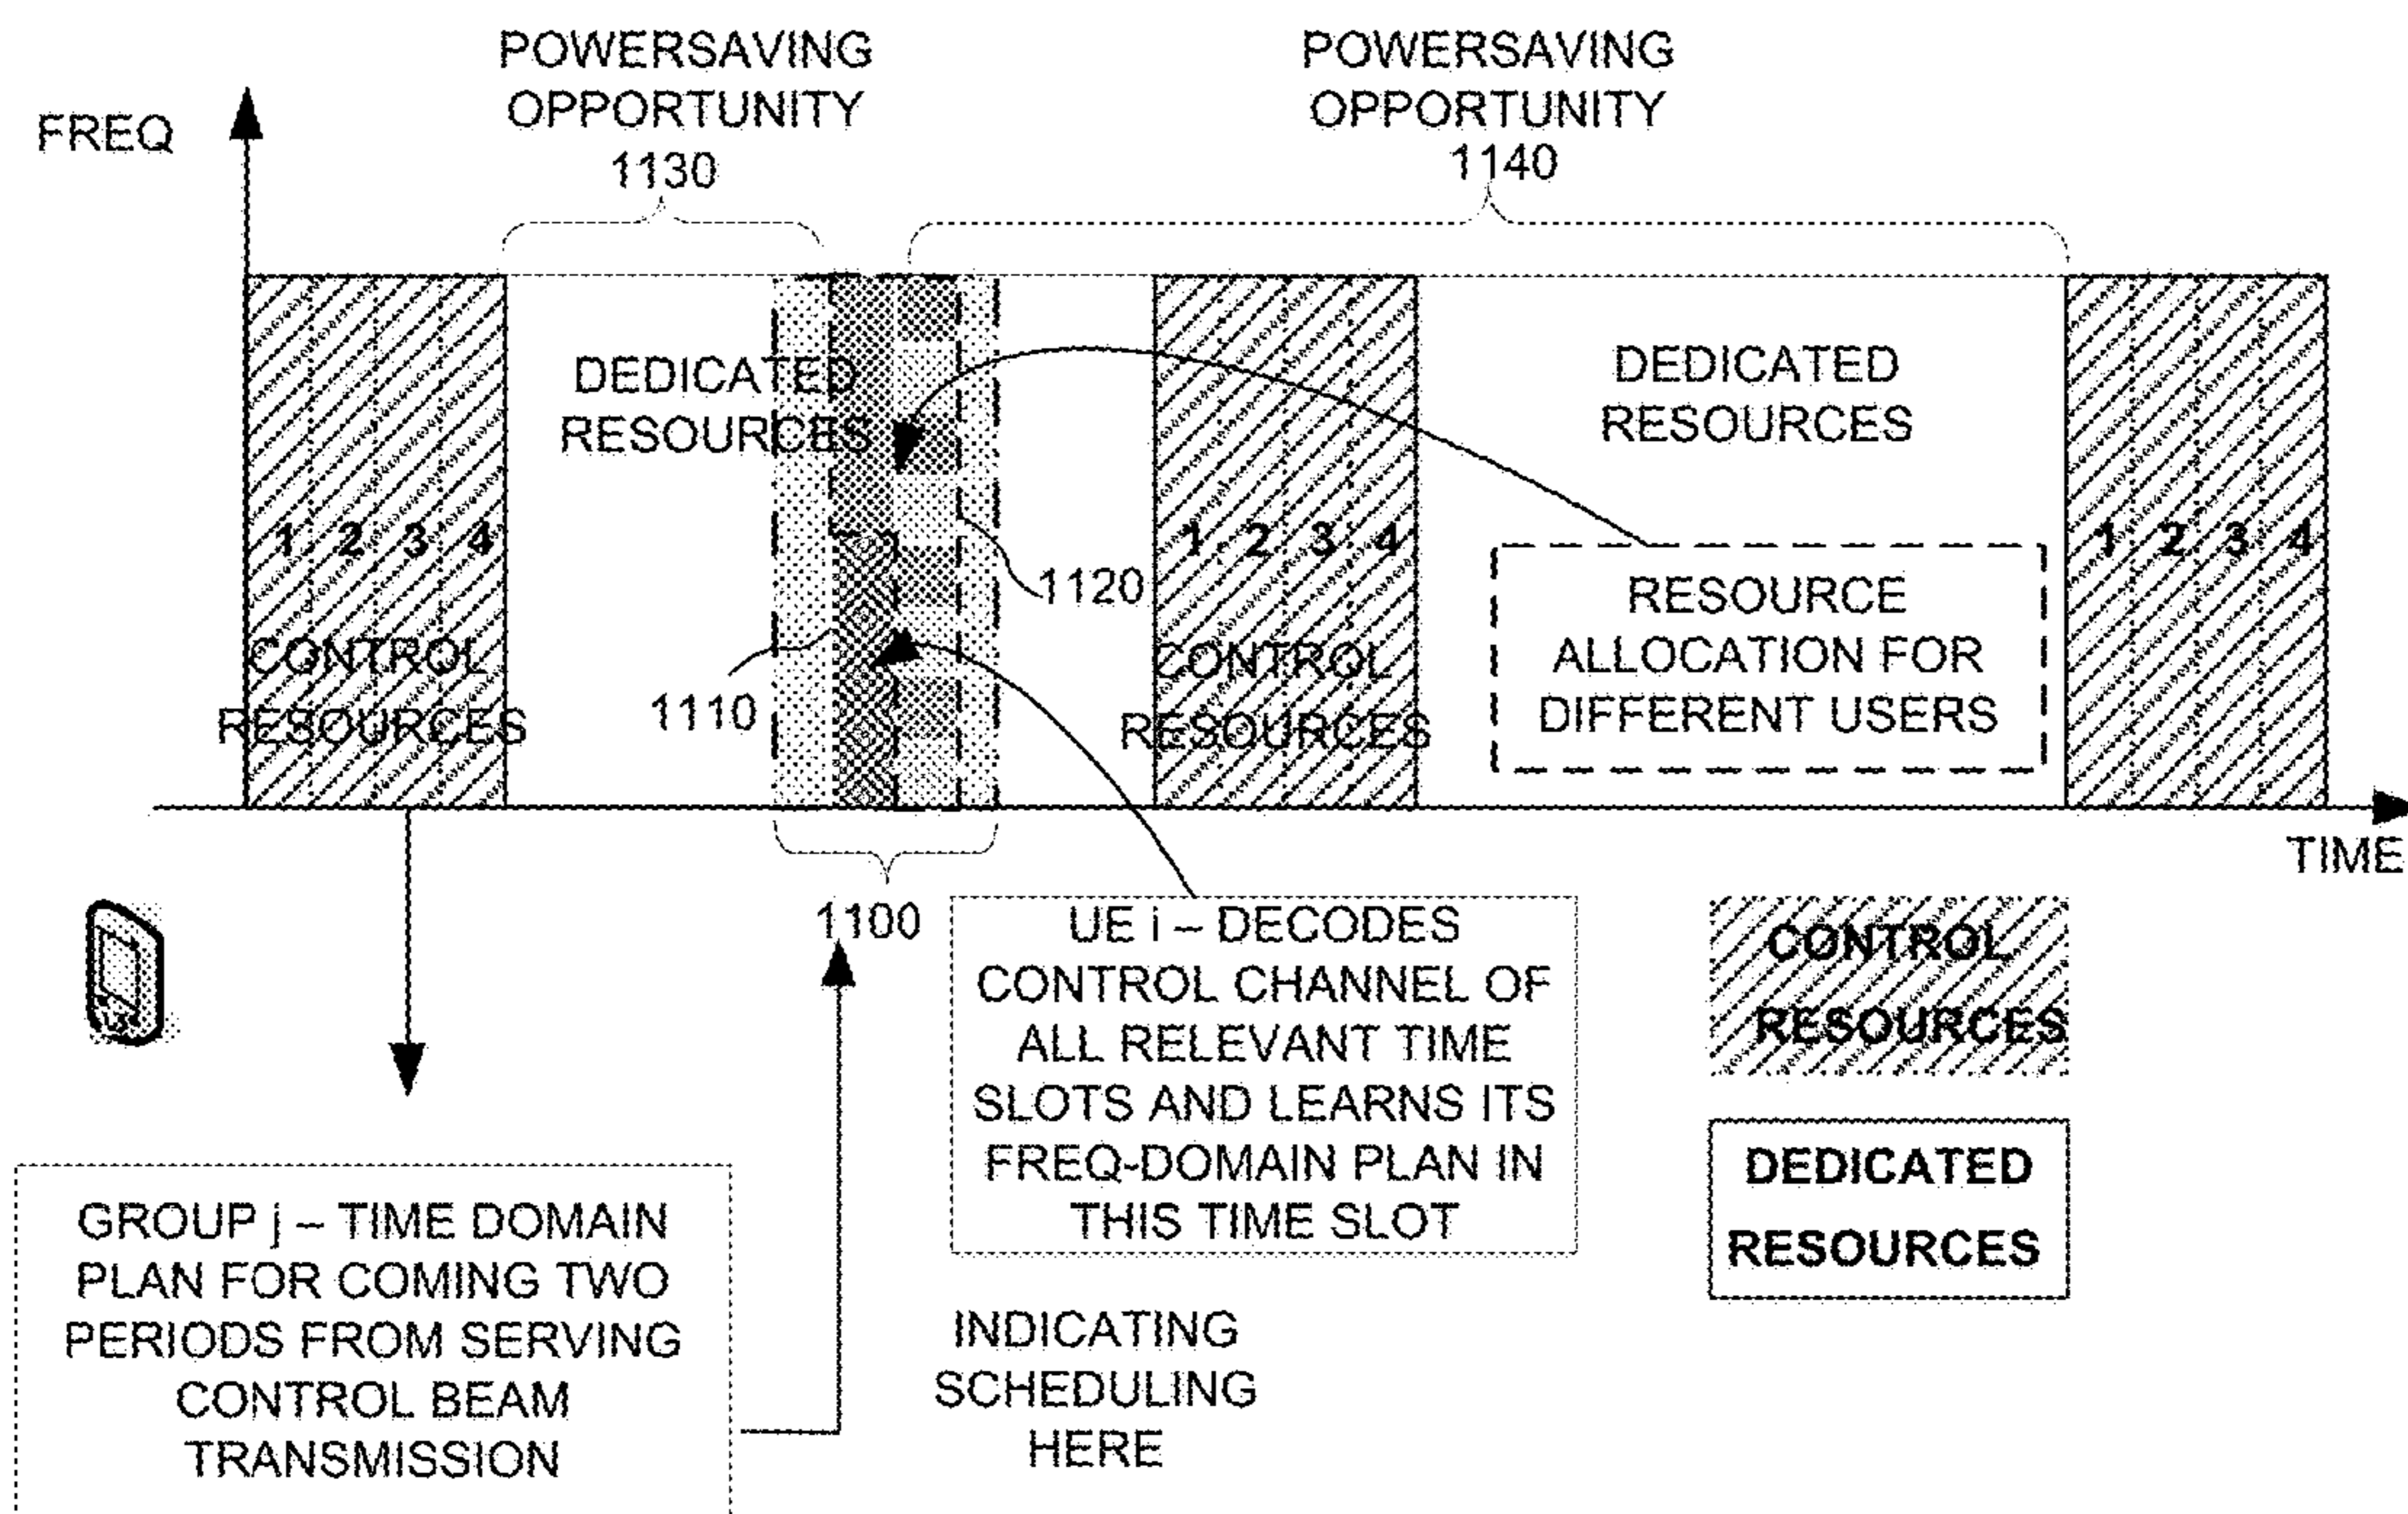 POWERSAVING
OPPORTUNITY
1130
POWERSAVING
OPPORTUNITY
1140
FREQ
DEDICATED
RESOURCES
DEDICATED
RESOURCES
1 2 3 4
1 2 3 4
1 2 3 4
CONTROL
RESOURCES
1110
1120
CONTROL
RESOURCES
RESOURCE
ALLOCATION FOR
DIFFERENT USERS
TIME
1100
UE i – DECODES
CONTROL CHANNEL OF
ALL RELEVANT TIME
SLOTS AND LEARNS ITS
FREQ-DOMAIN PLAN IN
THIS TIME SLOT
CONTROL
RESOURCES
DEDICATED
RESOURCES
GROUP j – TIME DOMAIN
PLAN FOR COMING TWO
PERIODS FROM SERVING
CONTROL BEAM
TRANSMISSION
INDICATING
SCHEDULING
HERE